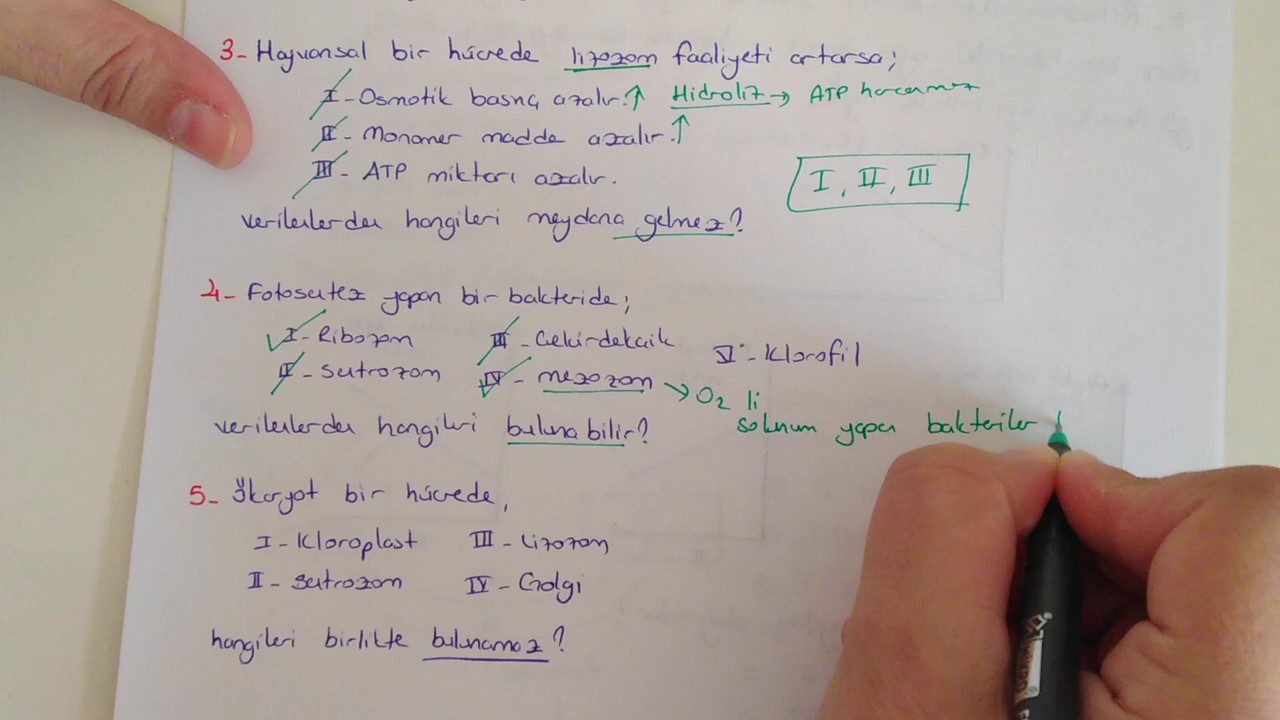 3- Hayvansal bir hücrede lizozom faaliyeti artarsa;
I - Osmotik basınç azalır. ↑ Hidroliz → ATP harcanmaz
II - Monomer madde azalır. ↑
III - ATP miktarı azalır.
I, II, III
verilenlerden hangileri meydana gelmez?
4- Fotosentez yapan bir bakteride;
I - Ribozom III - Çekirdekcik
V - Klorofil
II - Sentrozom IV - mezozom → O2 li
solunum yapan bakteriler
verilenlerden hangileri bulunabilir?
5- Ökaryot bir hücrede,
I - Kloroplast III - Lizozom
II - Sentrozom IV - Golgi
hangileri birlikte bulunamaz?